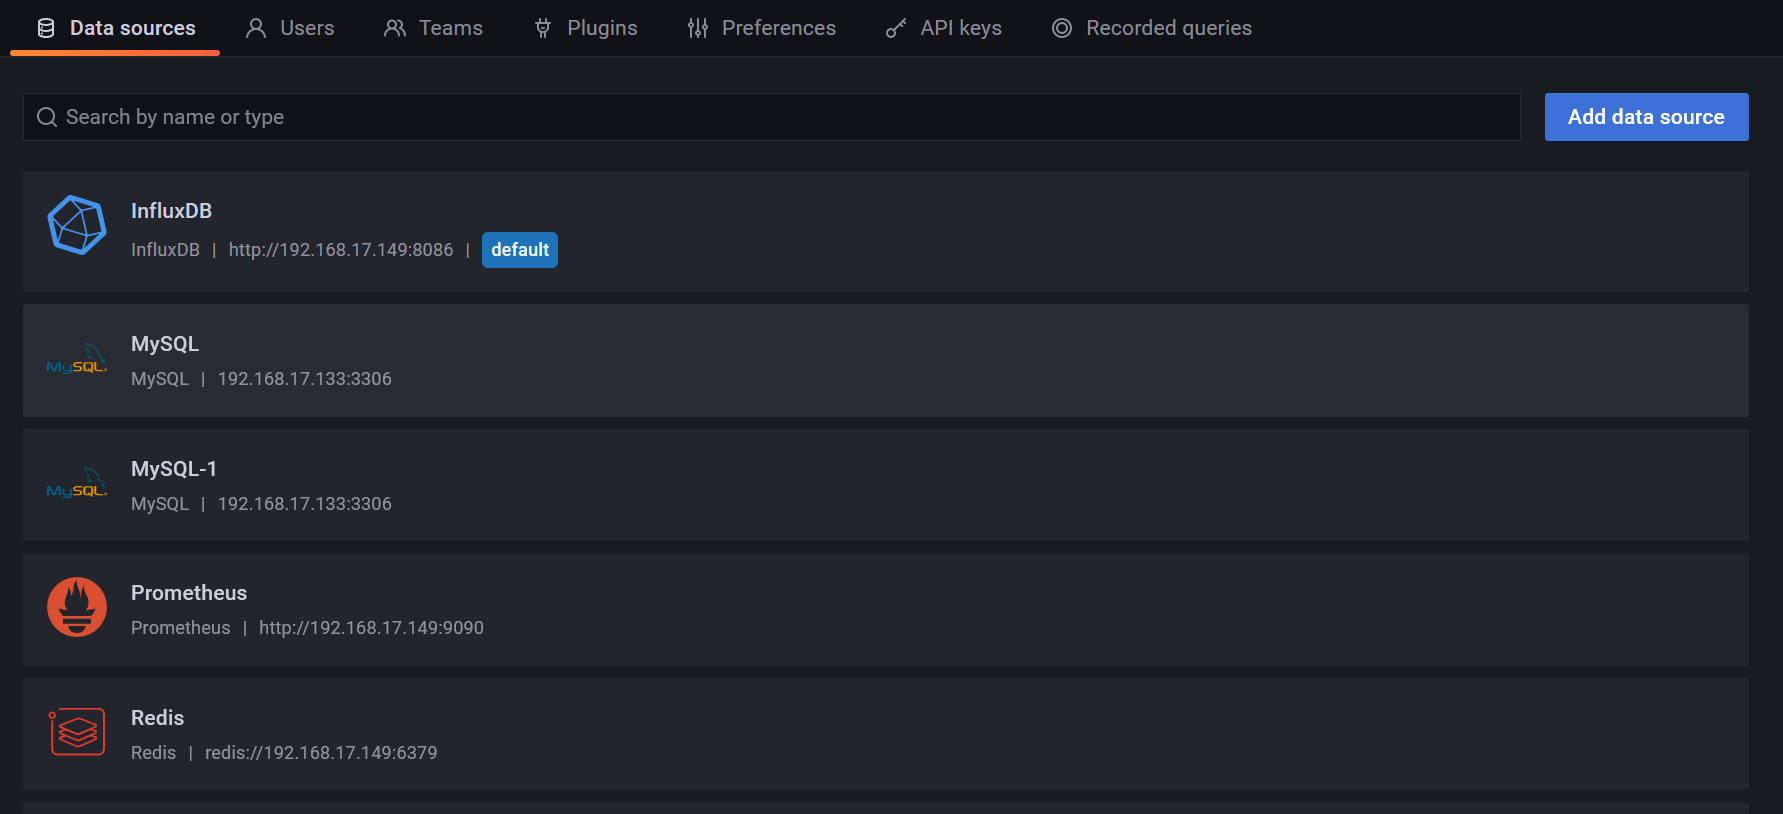 Data sources Users Teams Plugins Preferences API keys Recorded queries
Search by name or type Add data source
InfluxDB
InfluxDB | http://192.168.17.149:8086 | default
MySQL
MySQL
MySQL | 192.168.17.133:3306
MySQL-1
MySQL
MySQL | 192.168.17.133:3306
Prometheus
Prometheus | http://192.168.17.149:9090
Redis
Redis | redis://192.168.17.149:6379